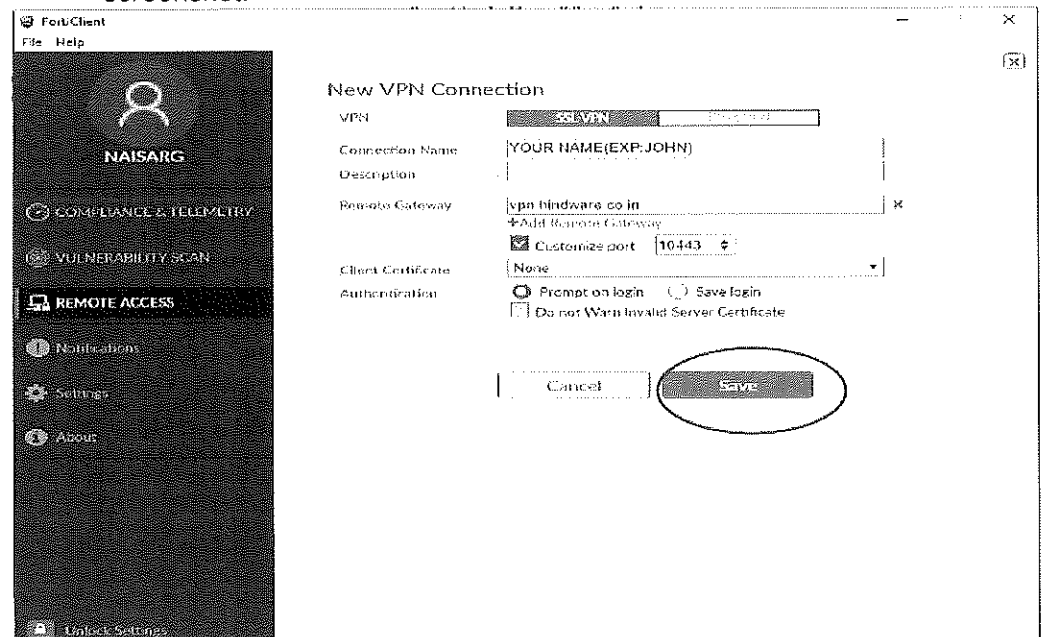 FortiClient
File Help
NAISARG
COMPLIANCE & TELEMETRY
VULNERABILITY SCAN
REMOTE ACCESS
Notifications
Settings
About
Unlock Settings
New VPN Connection
VPN SSL-VPN
Connection Name YOUR NAME(EXP:JOHN)
Description
Remote Gateway vpn hindware co in
+Add Remote Gateway
Customize port 10443
Client Certificate None
Authentication Prompt on login Save login
Do not Warn Invalid Server Certificate
Cancel Save